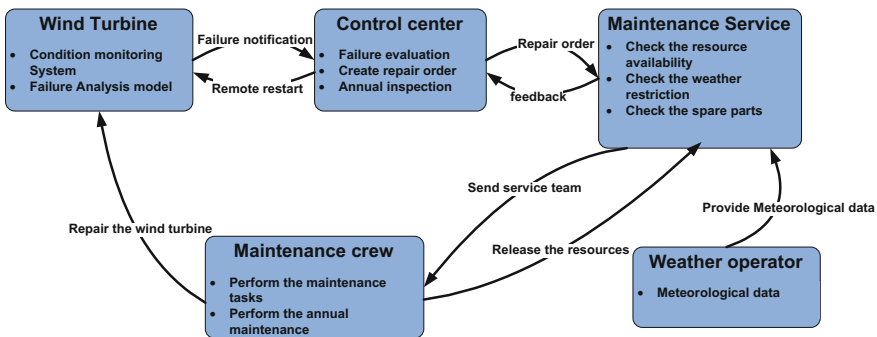 Wind Turbine
• Condition monitoring
System
• Failure Analysis model
Failure notification
Remote restart
Control center
• Failure evaluation
• Create repair order
• Annual inspection
Repair order
feedback
Maintenance Service
• Check the resource
availability
• Check the weather
restriction
• Check the spare parts
Send service team
Provide Meteorological data
Repair the wind turbine
Release the resources
Maintenance crew
• Perform the maintenance
tasks
• Perform the annual
maintenance
Weather operator
• Meteorological data